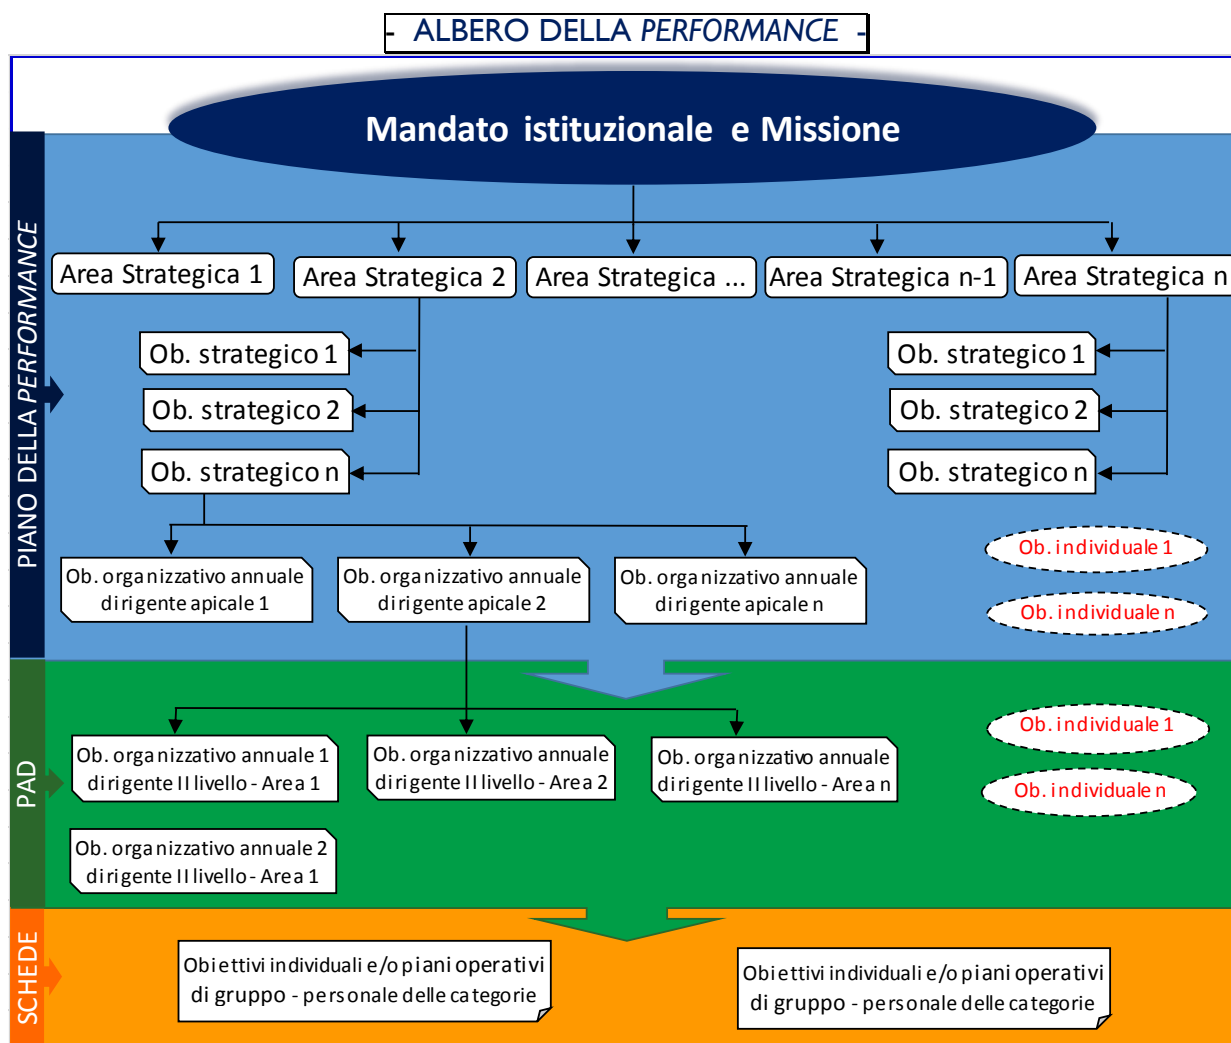 - ALBERO DELLA PERFORMANCE -
Mandato istituzionale e Missione
PIANO DELLA PERFORMANCE
Area Strategica 1
Area Strategica 2
Area Strategica ...
Area Strategica n-1
Area Strategica n
Ob. strategico 1
Ob. strategico 2
Ob. strategico n
Ob. strategico 1
Ob. strategico 2
Ob. strategico n
Ob. organizzativo annuale
dirigente apicale 1
Ob. organizzativo annuale
dirigente apicale 2
Ob. organizzativo annuale
dirigente apicale n
Ob. individuale 1
Ob. individuale n
PAD
Ob. organizzativo annuale 1
dirigente II livello - Area 1
Ob. organizzativo annuale
dirigente II livello - Area 2
Ob. organizzativo annuale
dirigente II livello - Area n
Ob. organizzativo annuale 2
dirigente II livello - Area 1
Ob. individuale 1
Ob. individuale n
SCHEDE
Obiettivi individuali e/o piani operativi
di gruppo - personale delle categorie
Obiettivi individuali e/o piani operativi
di gruppo - personale delle categorie